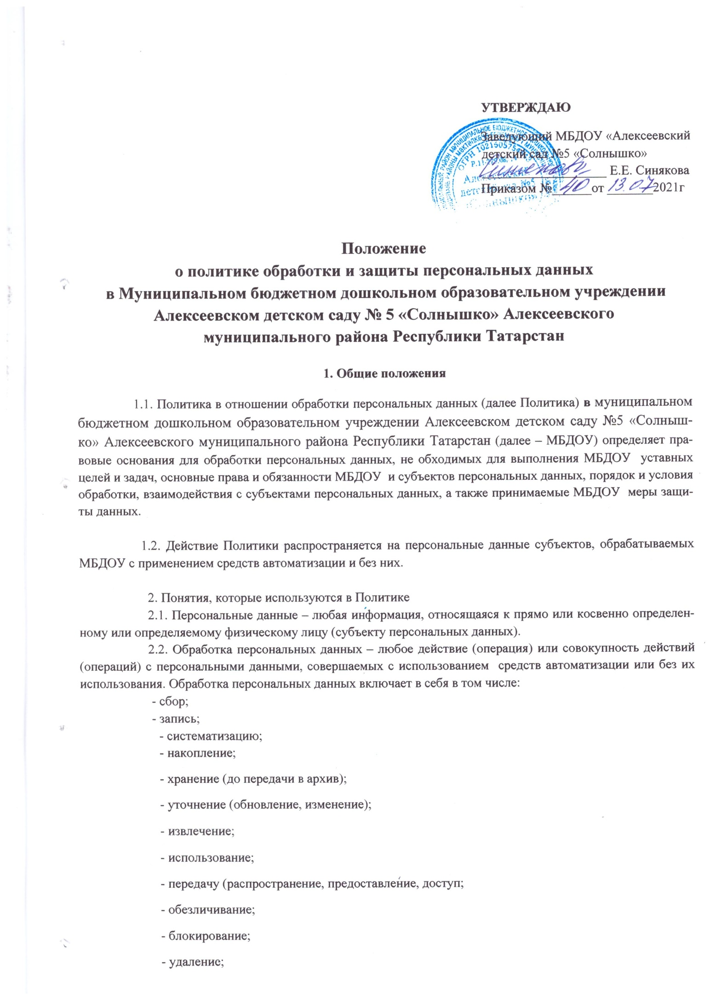 УТВЕРЖДАЮ
Заведующий МБДОУ «Алексеевский
детский сад №5 «Солнышко»
Е.Е. Синякова
Приказом № 40 от 13.07 2021г
Положение
о политике обработки и защиты персональных данных
в Муниципальном бюджетном дошкольном образовательном учреждении
Алексеевском детском саду № 5 «Солнышко» Алексеевского
муниципального района Республики Татарстан
1. Общие положения
1.1. Политика в отношении обработки персональных данных (далее Политика) в муниципальном
бюджетном дошкольном образовательном учреждении Алексеевском детском саду №5 «Солныш-
ко» Алексеевского муниципального района Республики Татарстан (далее – МБДОУ) определяет пра-
вовые основания для обработки персональных данных, не обходимых для выполнения МБДОУ уставных
целей и задач, основные права и обязанности МБДОУ и субъектов персональных данных, порядок и условия
обработки, взаимодействия с субъектами персональных данных, а также принимаемые МБДОУ меры защи-
ты данных.
1.2. Действие Политики распространяется на персональные данные субъектов, обрабатываемых
МБДОУ с применением средств автоматизации и без них.
2. Понятия, которые используются в Политике
2.1. Персональные данные – любая информация, относящаяся к прямо или косвенно определен-
ному или определяемому физическому лицу (субъекту персональных данных).
2.2. Обработка персональных данных – любое действие (операция) или совокупность действий
(операций) с персональными данными, совершаемых с использованием средств автоматизации или без их
использования. Обработка персональных данных включает в себя в том числе:
- сбор;
- запись;
- систематизацию;
- накопление;
- хранение (до передачи в архив);
- уточнение (обновление, изменение);
- извлечение;
- использование;
- передачу (распространение, предоставление, доступ;
- обезличивание;
- блокирование;
- удаление;